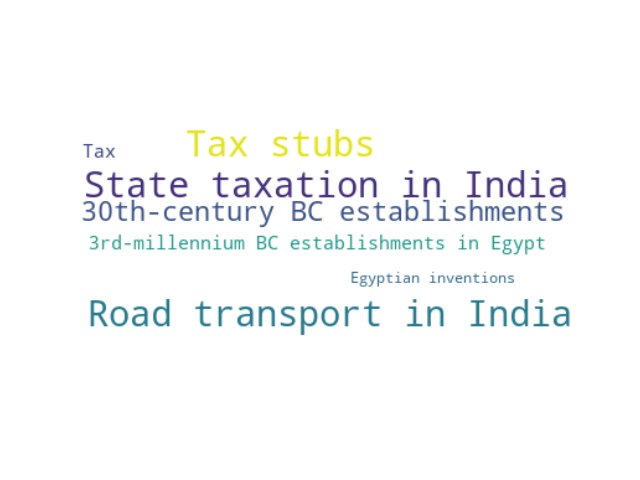 Tax stubs
Tax
State taxation in India
30th-century BC establishments
3rd-millennium BC establishments in Egypt
Egyptian inventions
Road transport in India